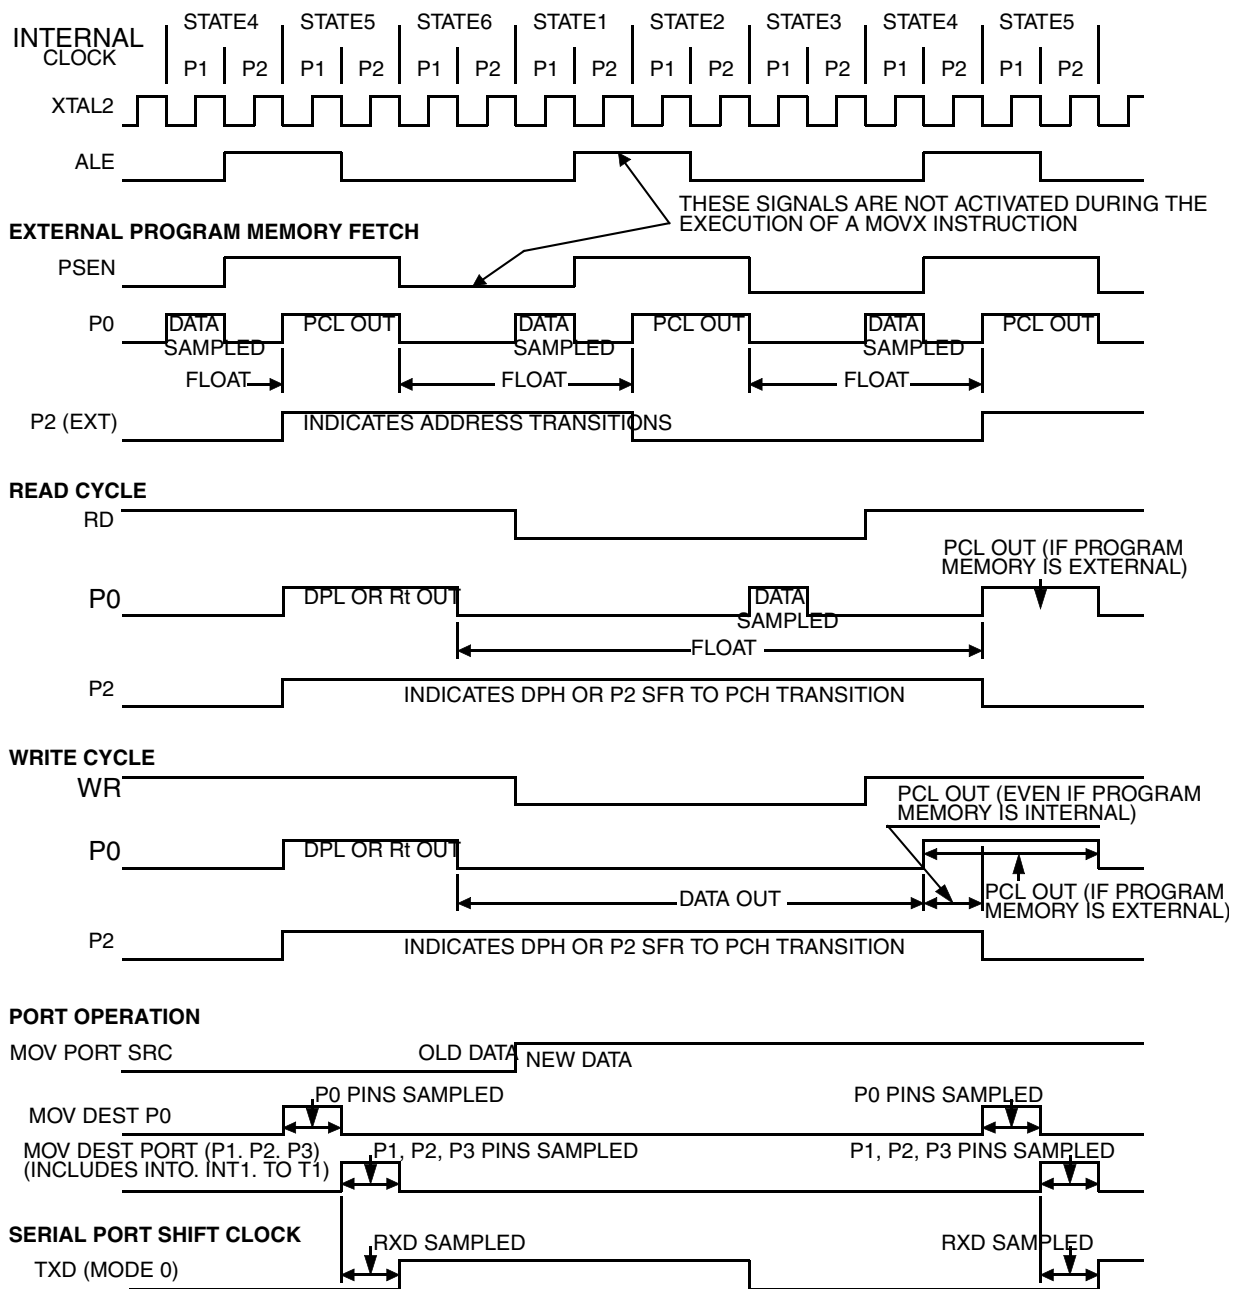 STATE4 STATE5 STATE6 STATE1 STATE2 STATE3 STATE4 STATE5
INTERNAL
CLOCK
P1 P2 P1 P2 P1 P2 P1 P2 P1 P2 P1 P2 P1 P2 P1 P2
XTAL2
ALE
THESE SIGNALS ARE NOT ACTIVATED DURING THE
EXECUTION OF A MOVX INSTRUCTION
EXTERNAL PROGRAM MEMORY FETCH
PSEN
P0 DATA PCL OUT DATA PCL OUT DATA PCL OUT
SAMPLED SAMPLED SAMPLED
FLOAT FLOAT FLOAT
P2 (EXT) INDICATES ADDRESS TRANSITIONS
READ CYCLE
RD
PCL OUT (IF PROGRAM
MEMORY IS EXTERNAL)
P0 DPL OR Rt OUT DATA
SAMPLED
FLOAT
P2 INDICATES DPH OR P2 SFR TO PCH TRANSITION
WRITE CYCLE
WR
PCL OUT (EVEN IF PROGRAM
MEMORY IS INTERNAL)
P0 DPL OR Rt OUT
DATA OUT PCL OUT (IF PROGRAM
MEMORY IS EXTERNAL)
P2 INDICATES DPH OR P2 SFR TO PCH TRANSITION
PORT OPERATION
MOV PORT SRC OLD DATA NEW DATA
P0 PINS SAMPLED P0 PINS SAMPLED
MOV DEST P0
MOV DEST PORT (P1. P2. P3) P1, P2, P3 PINS SAMPLED P1, P2, P3 PINS SAMPLED
(INCLUDES INTO. INT1. TO T1)
SERIAL PORT SHIFT CLOCK
RXD SAMPLED RXD SAMPLED
TXD (MODE 0)